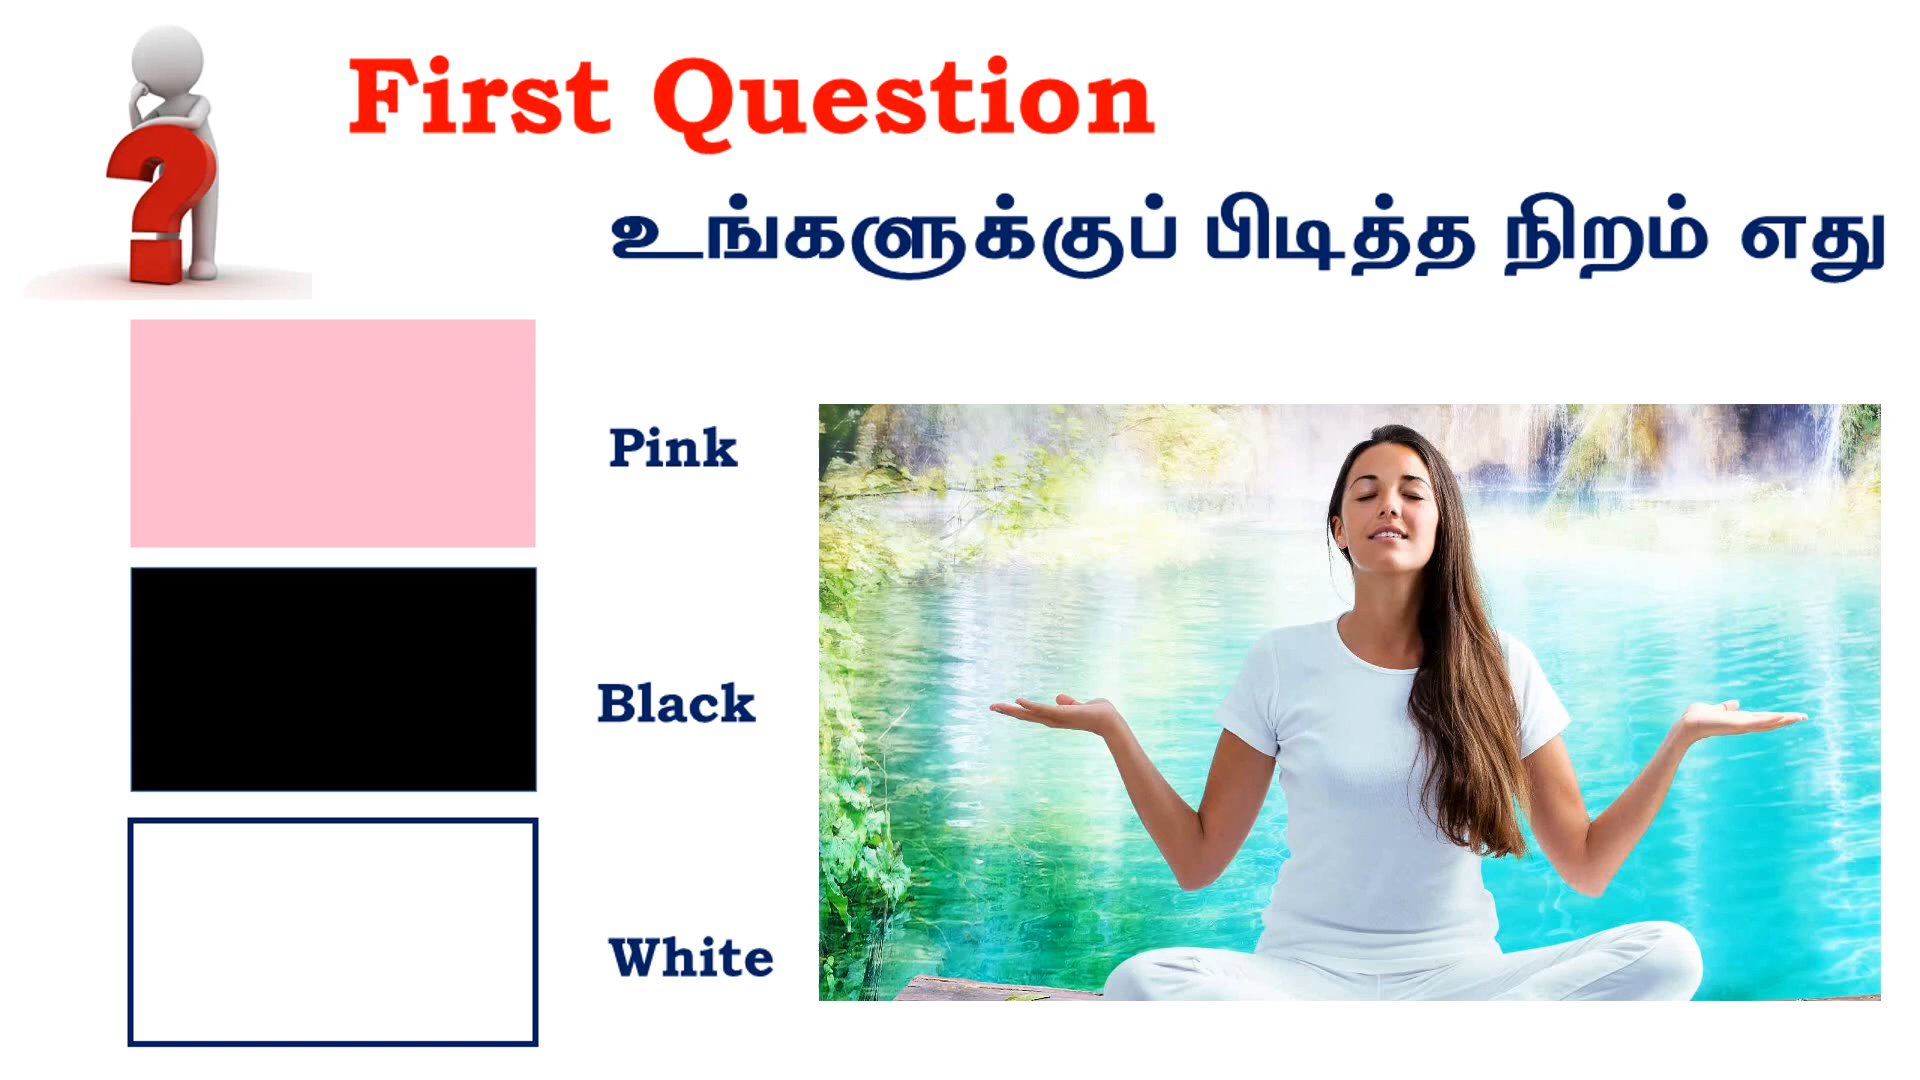 First Question
உங்களுக்குப் பிடித்த நிறம் எது
Pink
Black
White